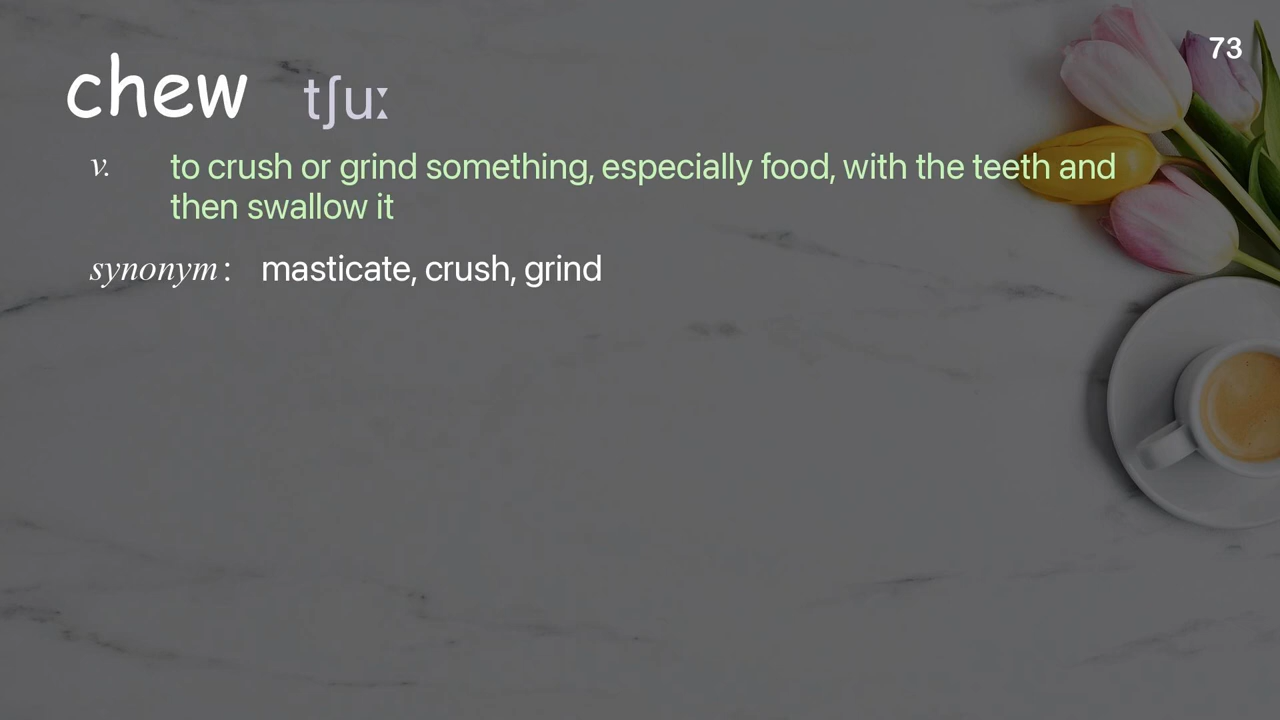 73
chew tʃuː
v. to crush or grind something, especially food, with the teeth and
then swallow it
synonym : masticate, crush, grind